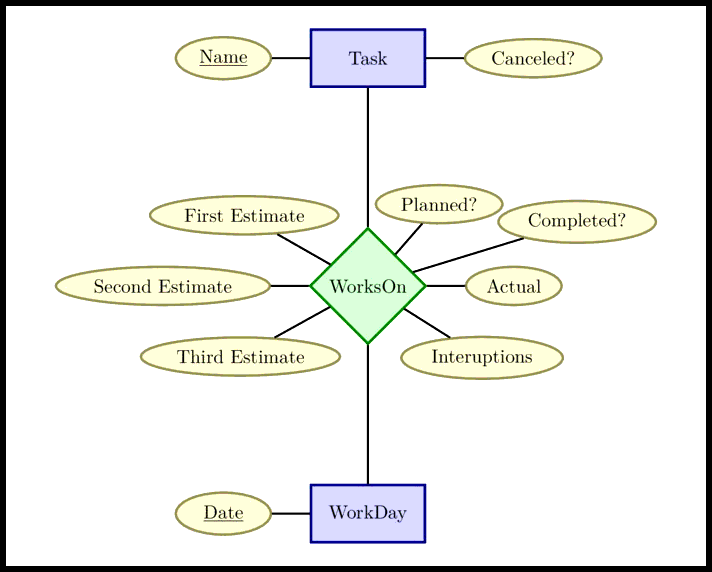 Name
Task
Canceled?
First Estimate
Planned?
Completed?
Second Estimate
WorksOn
Actual
Third Estimate
Interuptions
Date
WorkDay